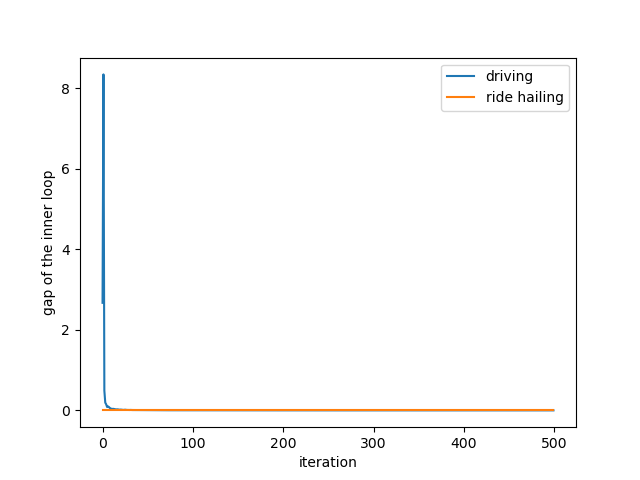 driving
ride hailing
8
6
4
2
0
gap of the inner loop
0 100 200 300 400 500
iteration